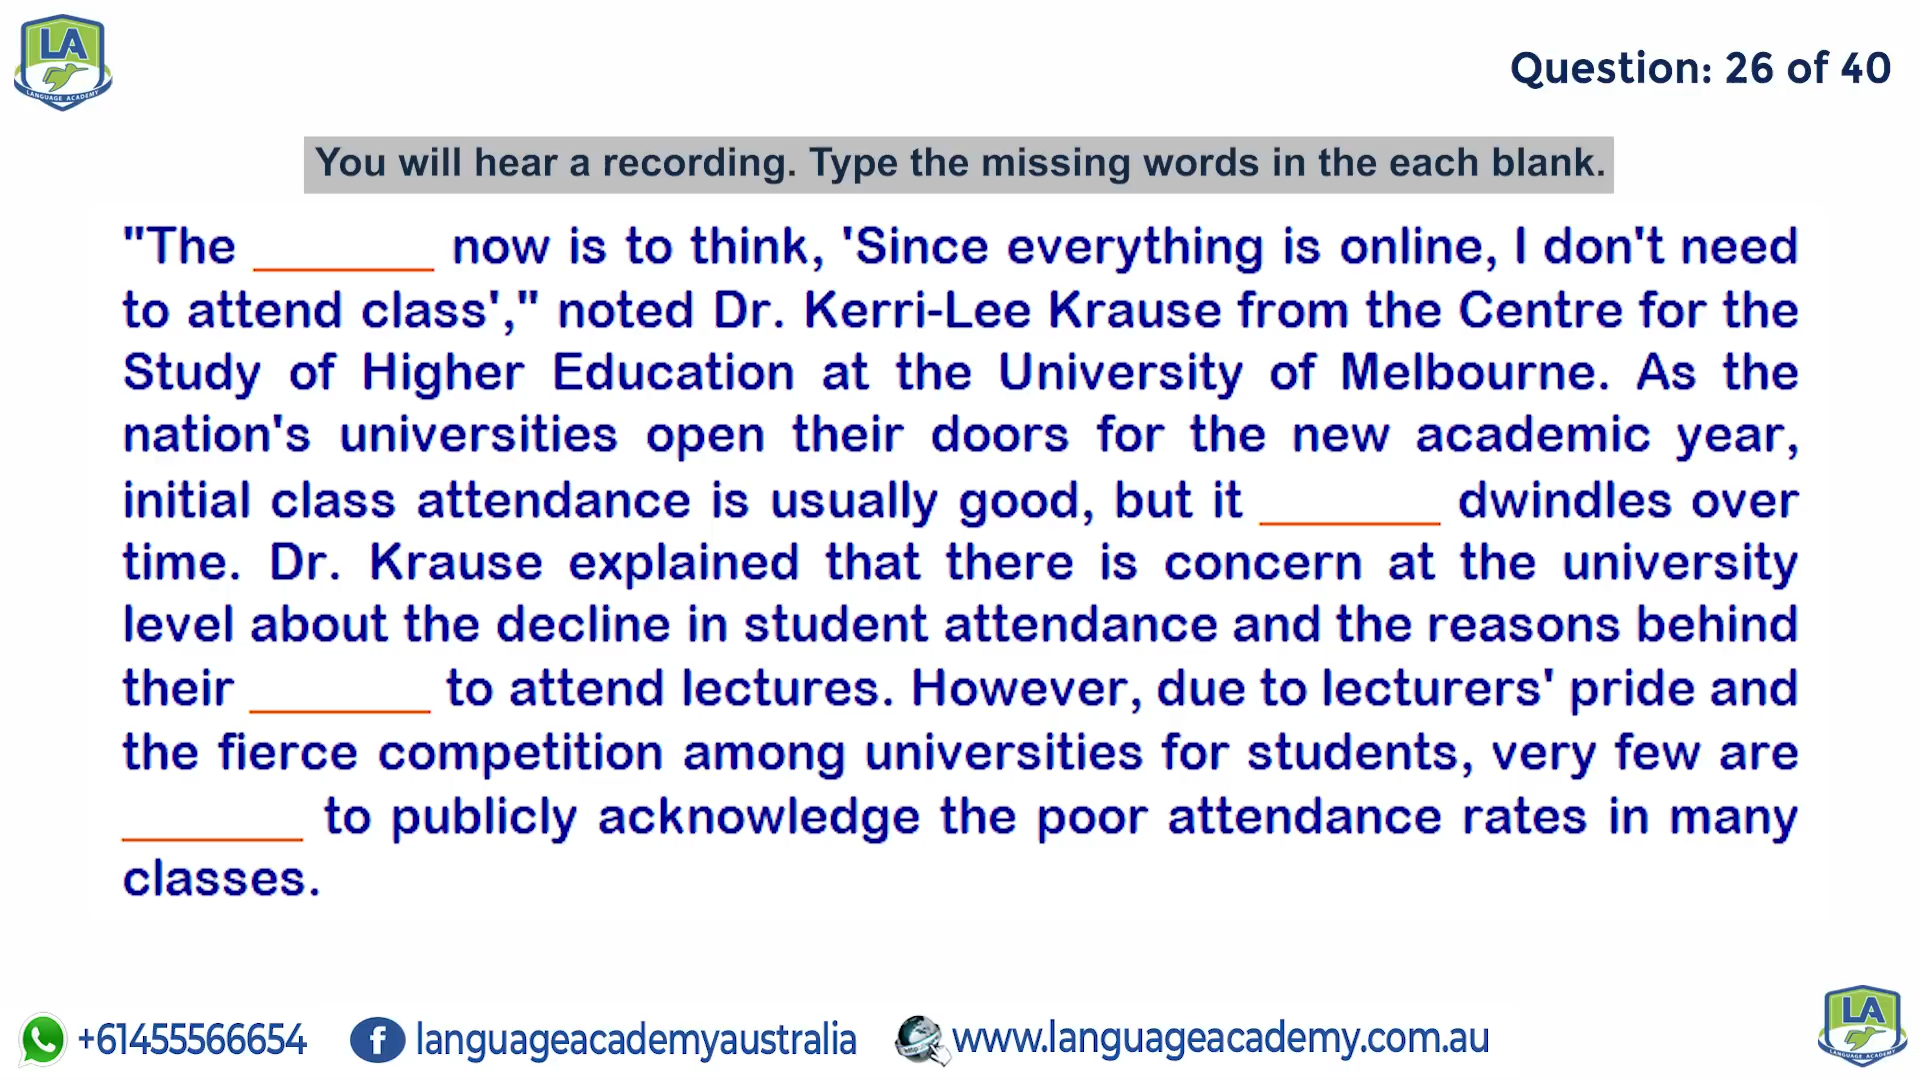 LA
LANGUAGE ACADEMY
Question: 26 of 40
You will hear a recording. Type the missing words in the each blank.
"The _______ now is to think, 'Since everything is online, I don't need
to attend class'," noted Dr. Kerri-Lee Krause from the Centre for the
Study of Higher Education at the University of Melbourne. As the
nation's universities open their doors for the new academic year,
initial class attendance is usually good, but it _______ dwindles over
time. Dr. Krause explained that there is concern at the university
level about the decline in student attendance and the reasons behind
their _______ to attend lectures. However, due to lecturers' pride and
the fierce competition among universities for students, very few are
_______ to publicly acknowledge the poor attendance rates in many
classes.
+61455566654 languageacademyaustralia www.languageacademy.com.au
LA
LANGUAGE ACADEMY